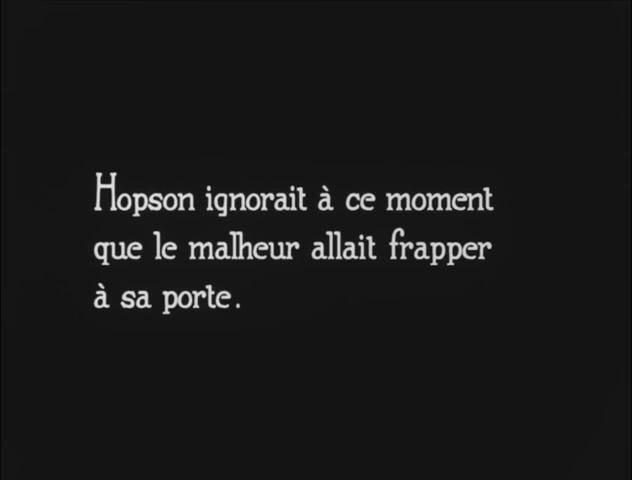 Hopson ignorait à ce moment
que le malheur allait frapper
à sa porte.